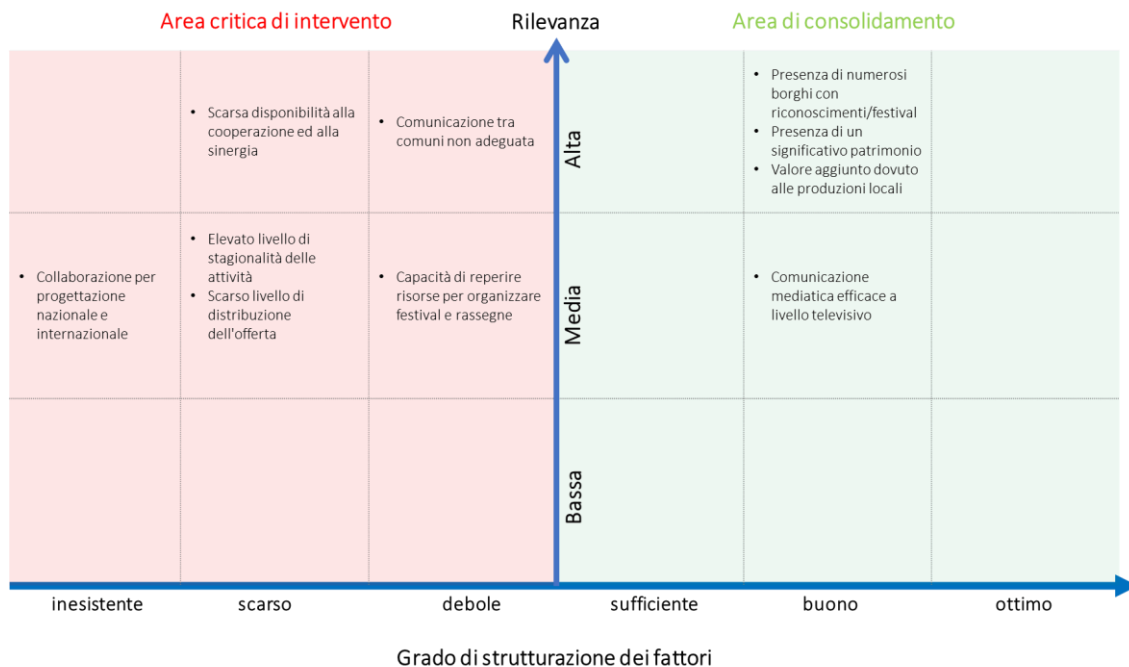 Area critica di intervento
Rilevanza
Area di consolidamento
• Scarsa disponibilità alla
cooperazione ed alla
sinergia
• Comunicazione tra
comuni non adeguata
Alta
• Presenza di numerosi
borghi con
riconoscimenti/festival
• Presenza di un
significativo patrimonio
• Valore aggiunto dovuto
alle produzioni locali
• Collaborazione per
progettazione
nazionale e
internazionale
• Elevato livello di
stagionalità delle
attività
• Scarso livello di
distribuzione
dell'offerta
• Capacità di reperire
risorse per organizzare
festival e rassegne
Media
• Comunicazione
mediatica efficace a
livello televisivo
Bassa
inesistente
scarso
debole
sufficiente
buono
ottimo
Grado di strutturazione dei fattori